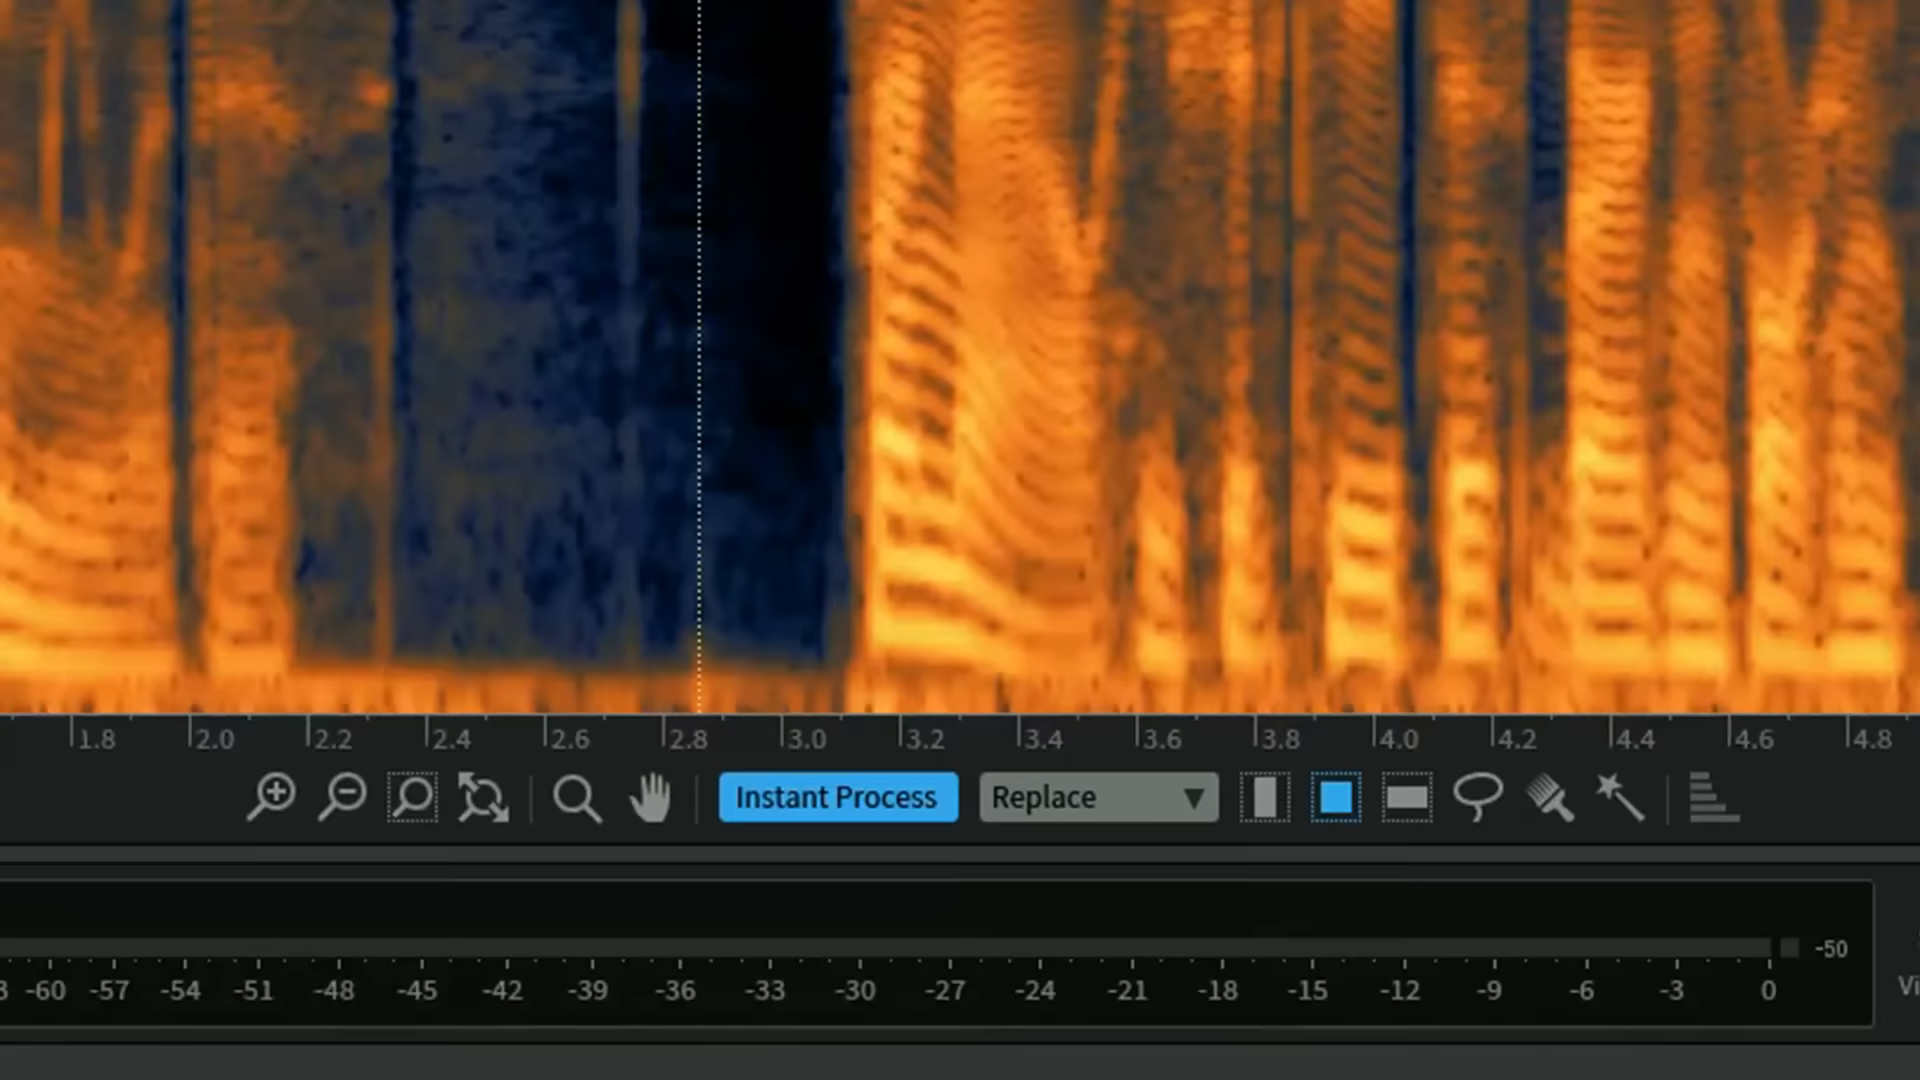 1.8 2.0 2.2 2.4 2.6 2.8 3.0 3.2 3.4 3.6 3.8 4.0 4.2 4.4 4.6 4.8
Instant Process Replace
-50
-60 -57 -54 -51 -48 -45 -42 -39 -36 -33 -30 -27 -24 -21 -18 -15 -12 -9 -6 -3 0